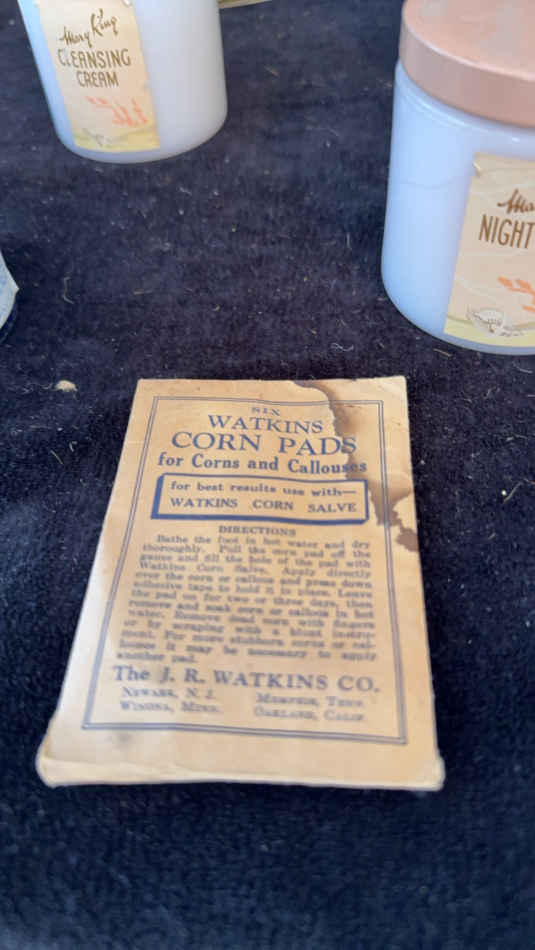 Mary King
CLEANSING
CREAM
NIGHT
SIX
WATKINS
CORN PADS
for Corns and Callouses
for best results use with—
WATKINS CORN SALVE
DIRECTIONS
Bathe the foot in hot water and dry
thoroughly. Pull the corn pad off the
gauze and fill the hole of the pad with
Watkins Corn Salve. Apply directly
over the corn or callous and press down
adhesive tape to hold it in place. Leave
the pad on for two or three days, then
remove and soak corn or callous in hot
water. Remove dead corn with fingers
or by scraping with a blunt instru-
ment. For more stubborn corns or cal-
louses it may be necessary to apply
another pad.
The J. R. WATKINS CO.
NEWARK, N. J. MEMPHIS, TENN.
WINONA, MINN. OAKLAND, CALIF.